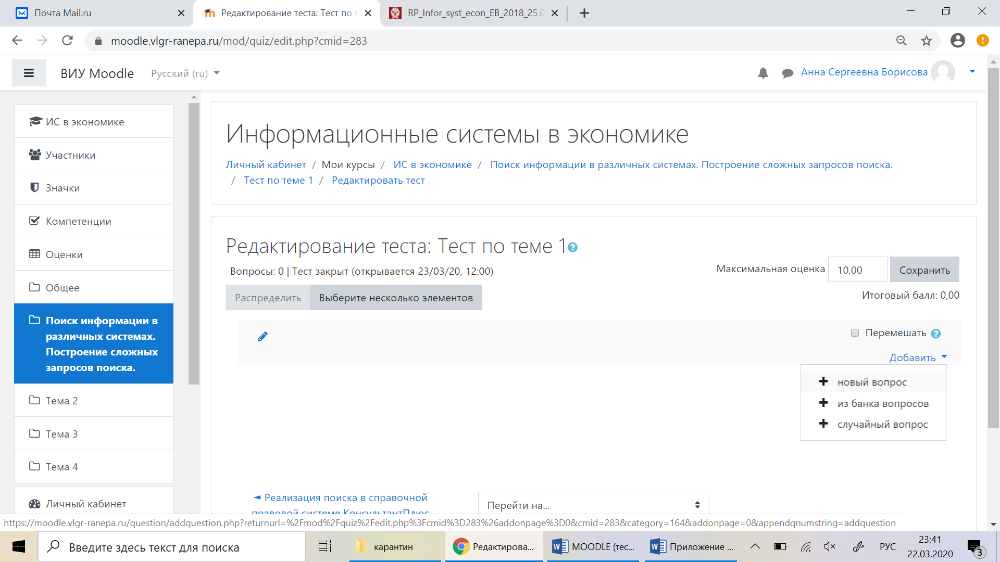 Почта Mail.ru
Редактирование теста: Тест по т
RP_Infor_syst_econ_EB_2018_25.0
moodle.vlgr-ranepa.ru/mod/quiz/edit.php?cmid=283
ВИУ Moodle
Русский (ru)
Анна Сергеевна Борисова
ИС в экономике
Участники
Значки
Компетенции
Оценки
Общее
Поиск информации в
различных системах.
Построение сложных
запросов поиска.
Тема 2
Тема 3
Тема 4
Личный кабинет
Информационные системы в экономике
Личный кабинет / Мои курсы / ИС в экономике / Поиск информации в различных системах. Построение сложных запросов поиска.
/ Тест по теме 1 / Редактировать тест
Редактирование теста: Тест по теме 1
Вопросы: 0 | Тест закрыт (открывается 23/03/20, 12:00)
Максимальная оценка 10,00 Сохранить
Распределить Выберите несколько элементов
Итоговый балл: 0,00
Перемешать
Добавить
новый вопрос
из банка вопросов
случайный вопрос
◄ Реализация поиска в справочной
правовой системе КонсультантПлюс
Перейти на...
https://moodle.vlgr-ranepa.ru/question/addquestion.php?returnurl=%2Fmod%2Fquiz%2Fedit.php%3Fcmid%3D283%26addonpage%3D0&cmid=283&category=164&addonpage=0&appendqnumstring=addquestion
Введите здесь текст для поиска
карантин
Редактирова...
MOODLE (тес...
Приложение ...
РУС
23:41
22.03.2020
3